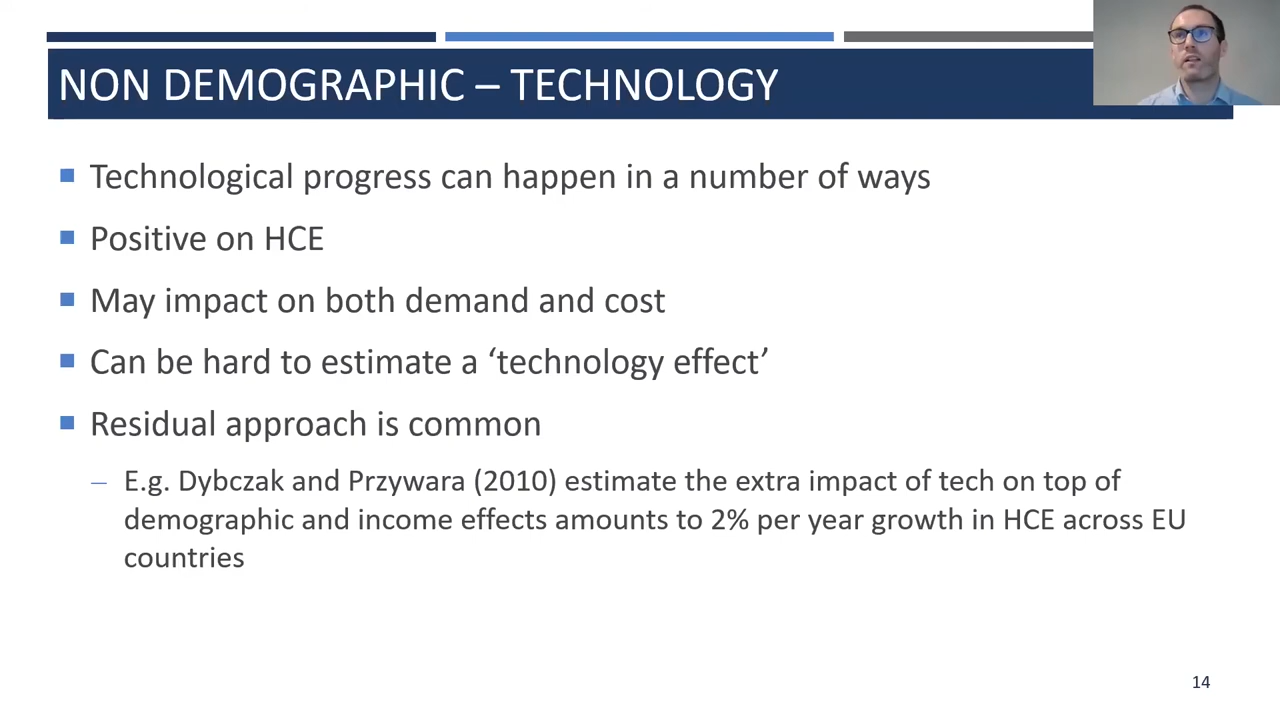 NON DEMOGRAPHIC – TECHNOLOGY
Technological progress can happen in a number of ways
Positive on HCE
May impact on both demand and cost
Can be hard to estimate a ‘technology effect’
Residual approach is common
– E.g. Dybczak and Przywara (2010) estimate the extra impact of tech on top of
demographic and income effects amounts to 2% per year growth in HCE across EU
countries
14